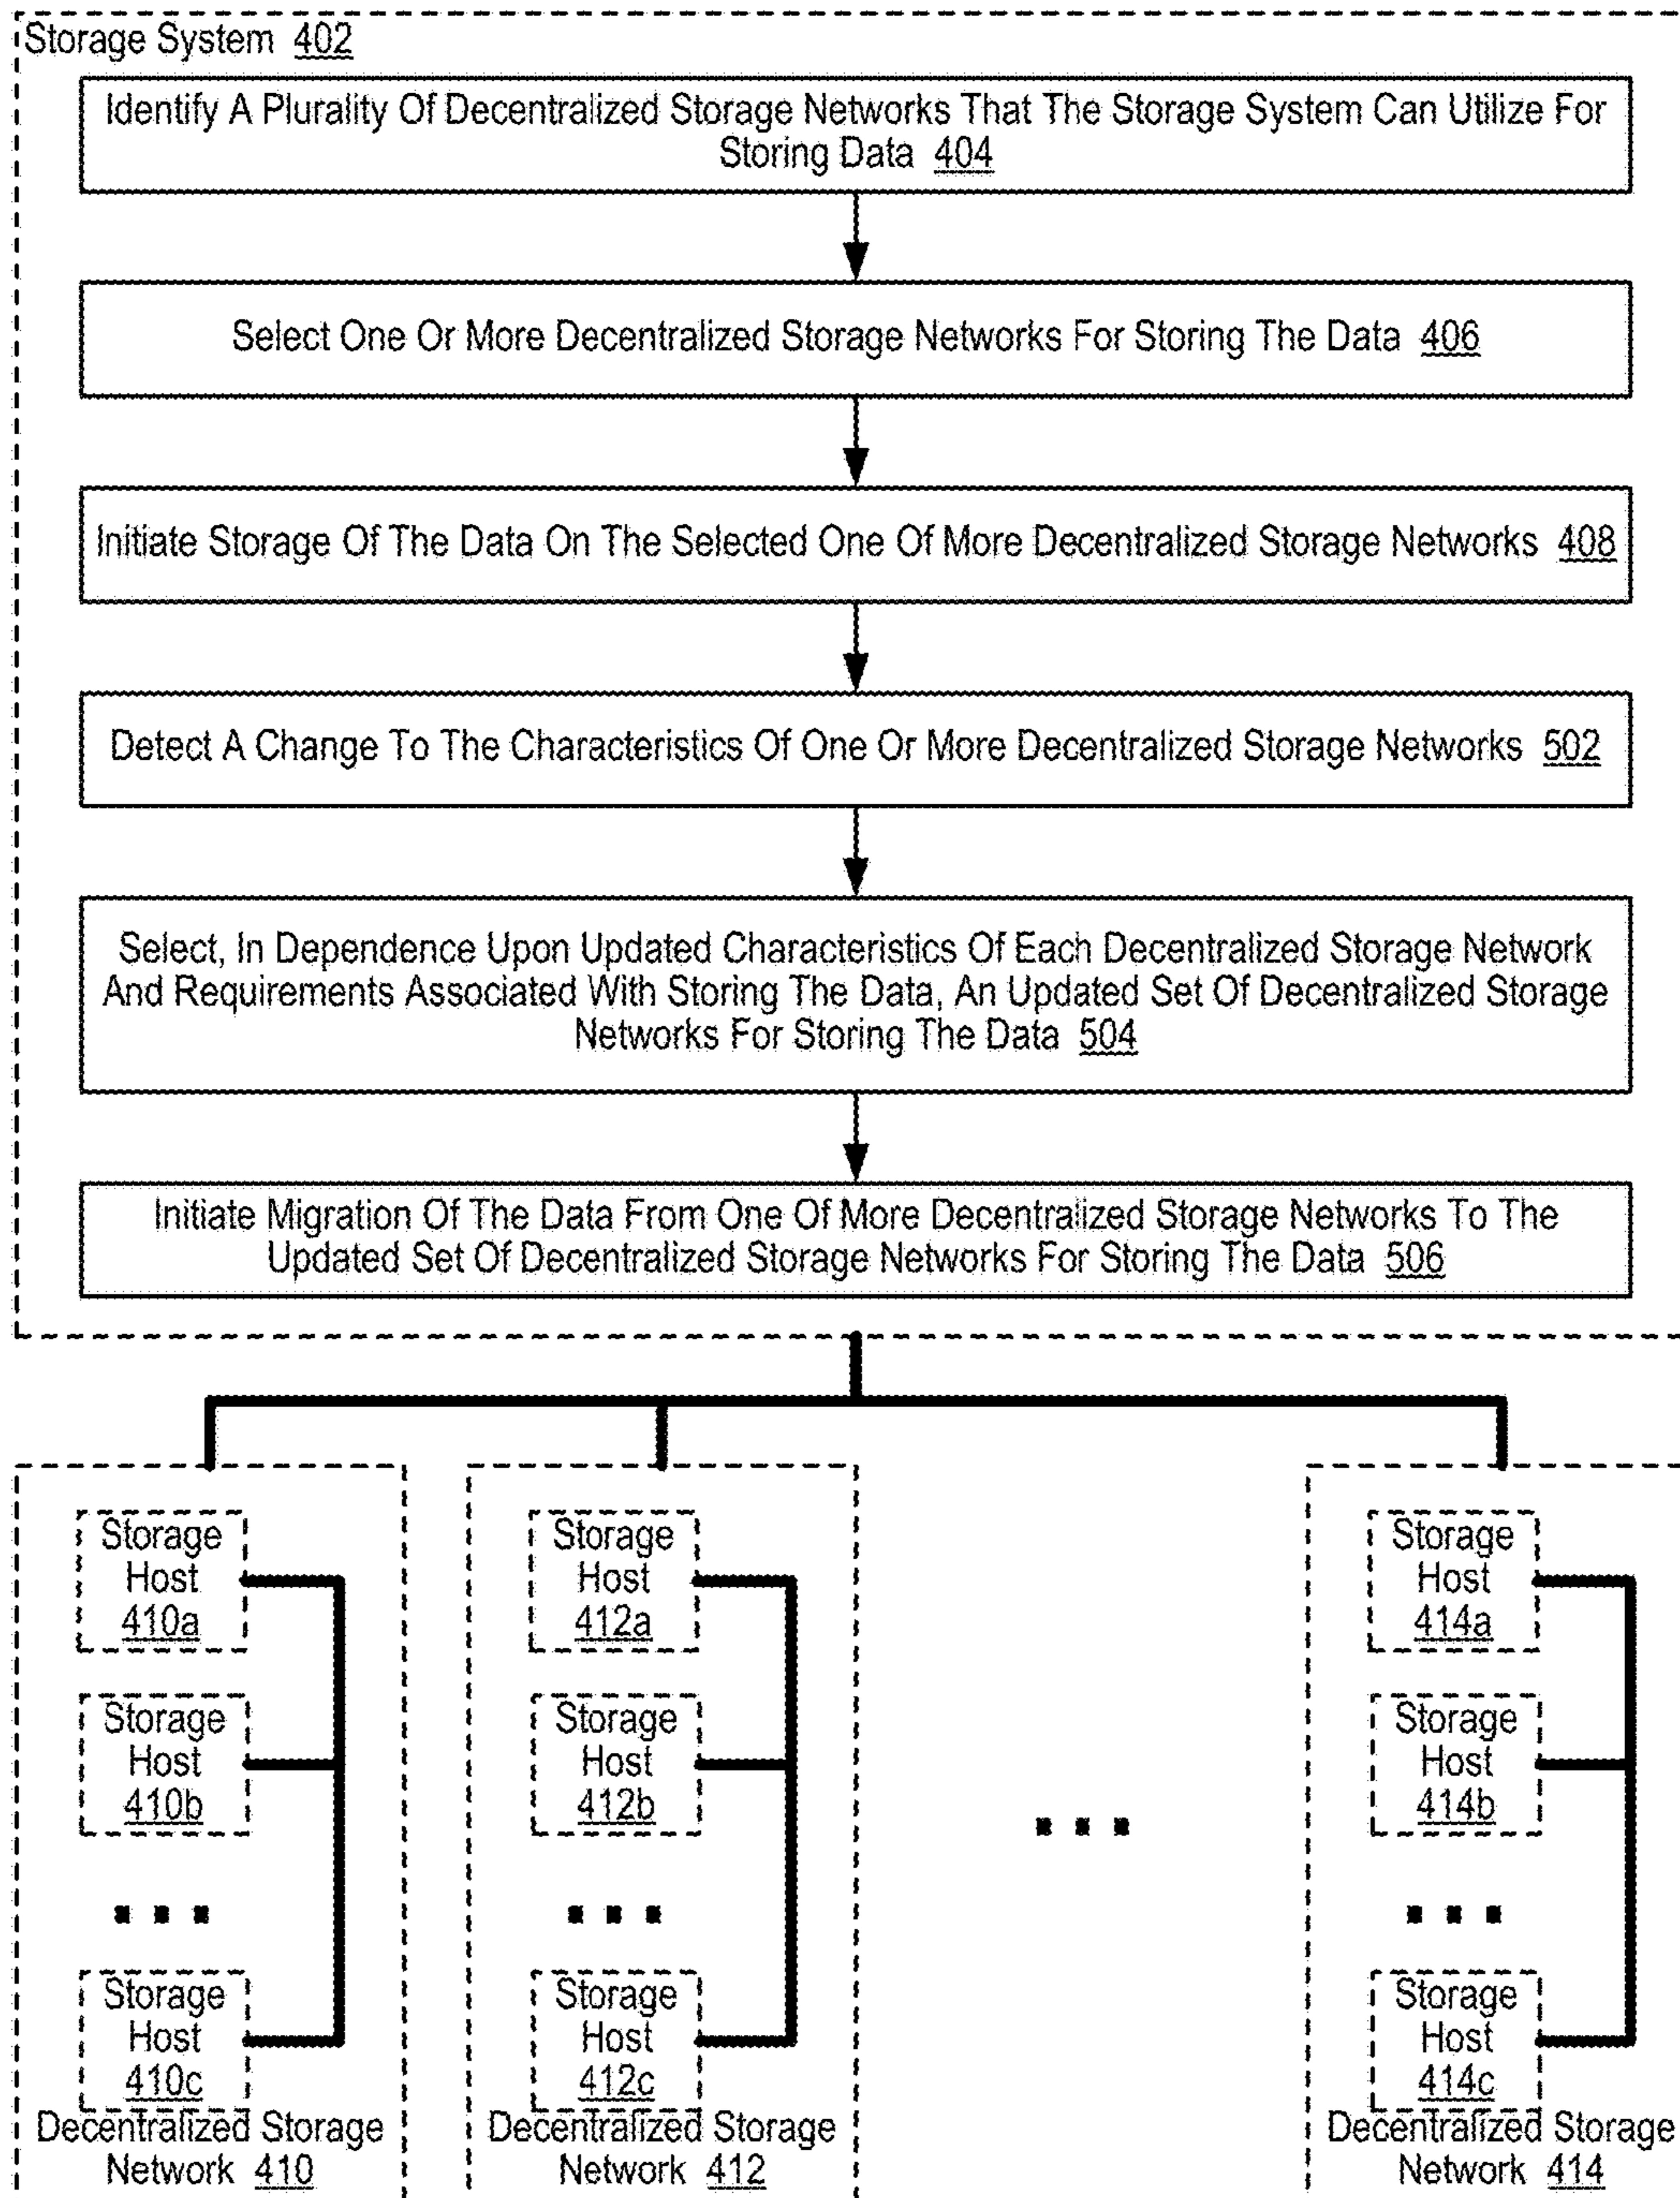 Storage System 402
Identify A Plurality Of Decentralized Storage Networks That The Storage System Can Utilize For
Storing Data 404
Select One Or More Decentralized Storage Networks For Storing The Data 406
Initiate Storage Of The Data On The Selected One Of More Decentralized Storage Networks 408
Detect A Change To The Characteristics Of One Or More Decentralized Storage Networks 502
Select, In Dependence Upon Updated Characteristics Of Each Decentralized Storage Network
And Requirements Associated With Storing The Data, An Updated Set Of Decentralized Storage
Networks For Storing The Data 504
Initiate Migration Of The Data From One Of More Decentralized Storage Networks To The
Updated Set Of Decentralized Storage Networks For Storing The Data 506
Storage
Host
410a
Storage
Host
410b
...
Storage
Host
410c
Decentralized Storage
Network 410
Storage
Host
412a
Storage
Host
412b
...
Storage
Host
412c
Decentralized Storage
Network 412
...
Storage
Host
414a
Storage
Host
414b
...
Storage
Host
414c
Decentralized Storage
Network 414